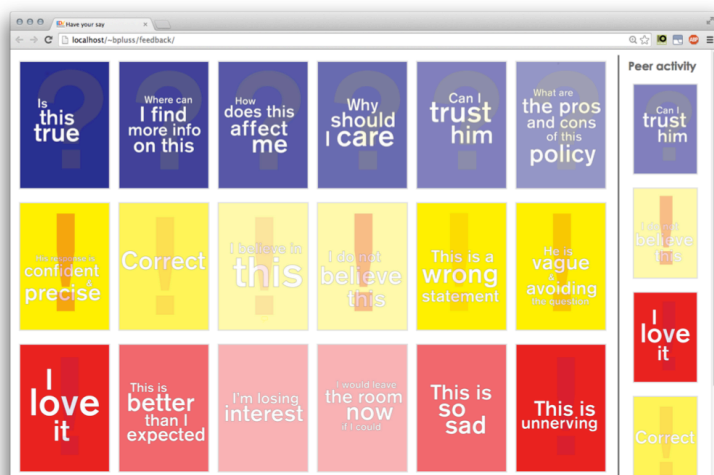 Have your say
localhost/~bpluss/feedback/
Peer activity
Is
this
true
Where can
I find
more info
on this
How
does this
affect
me
Why
should
I care
Can I
trust
him
What are
the pros
and cons
of this
policy
Can I
trust
him
confident
&
precise
Correct
I believe in
this
I do not
believe
this
This is a
wrong
statement
He is
vague
&
avoiding
the question
I do not
believe
this
I
love
it
This is
better
than I
expected
I'm losing
interest
I would leave
the room
now
if I could
This is
so
sad
This is
unnerving
I
love
it
Correct